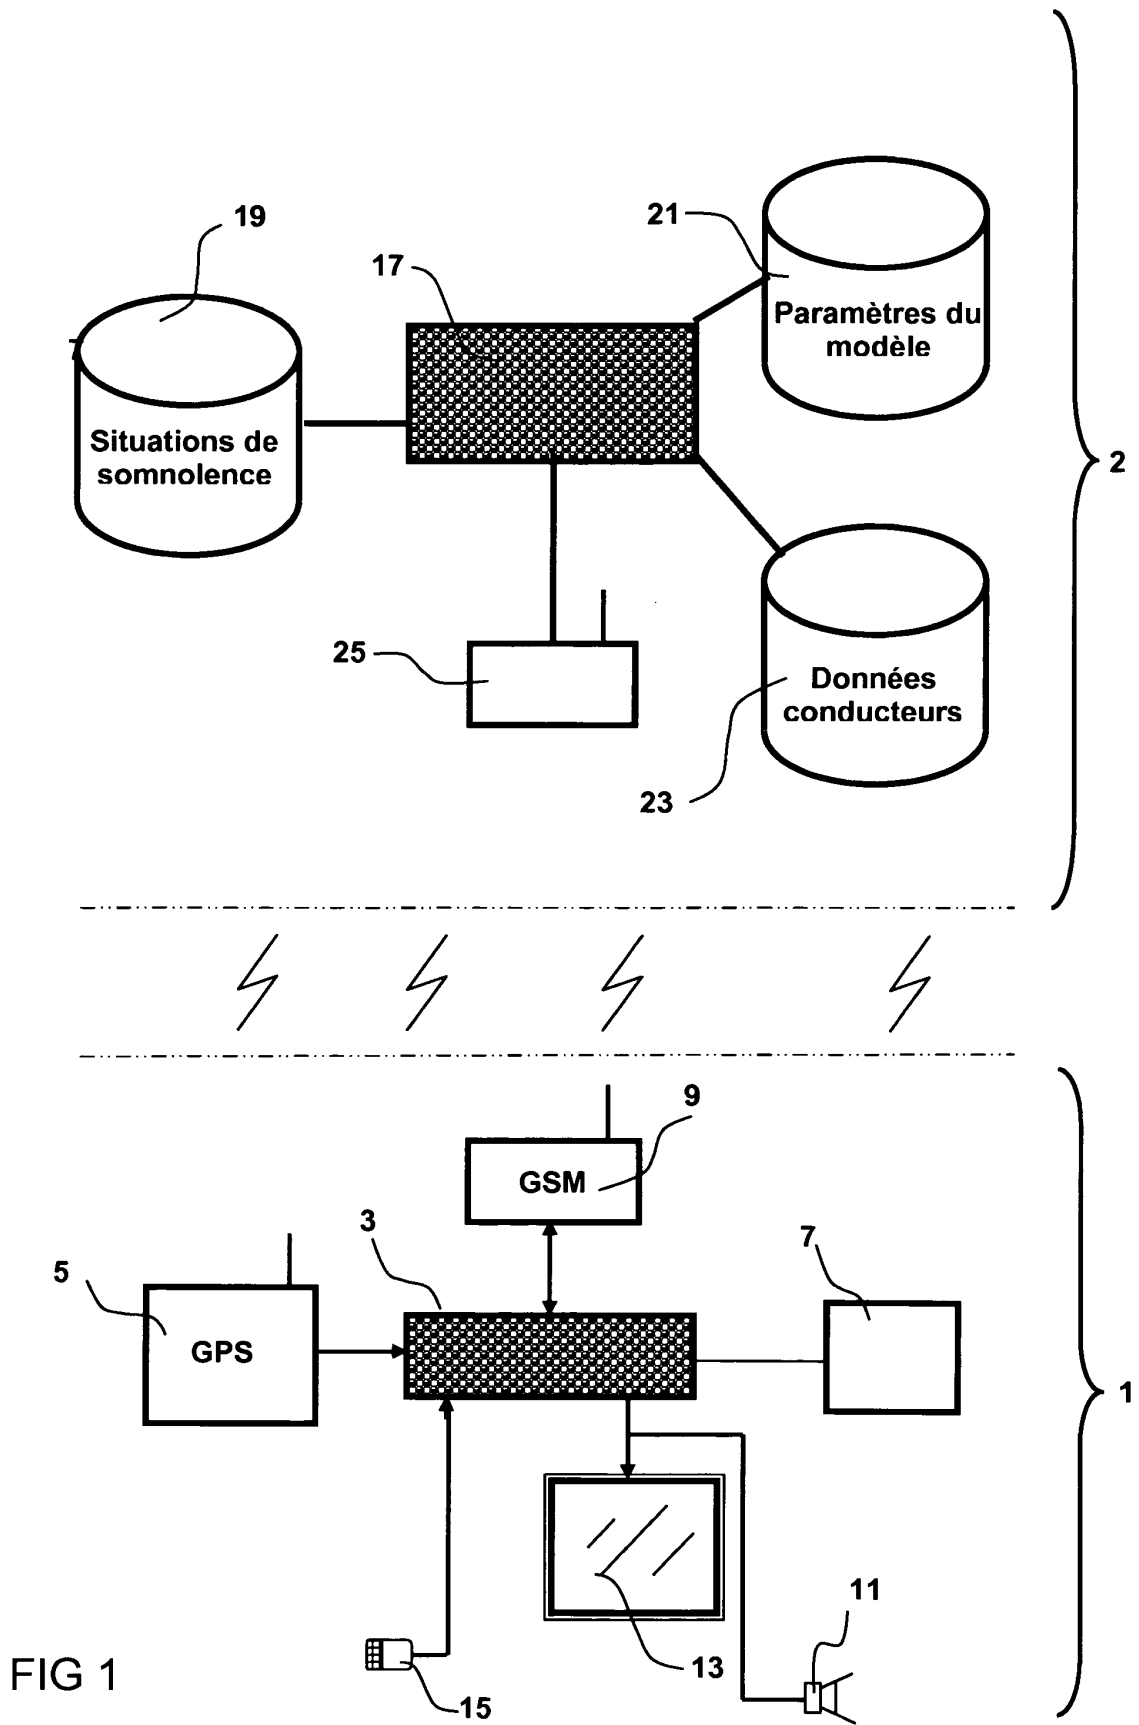 19
21
17
Paramètres du
modèle
Situations de
somnolence
2
25
Données
conducteurs
23
9
GSM
3
7
5
GPS
1
11
13
15
FIG 1